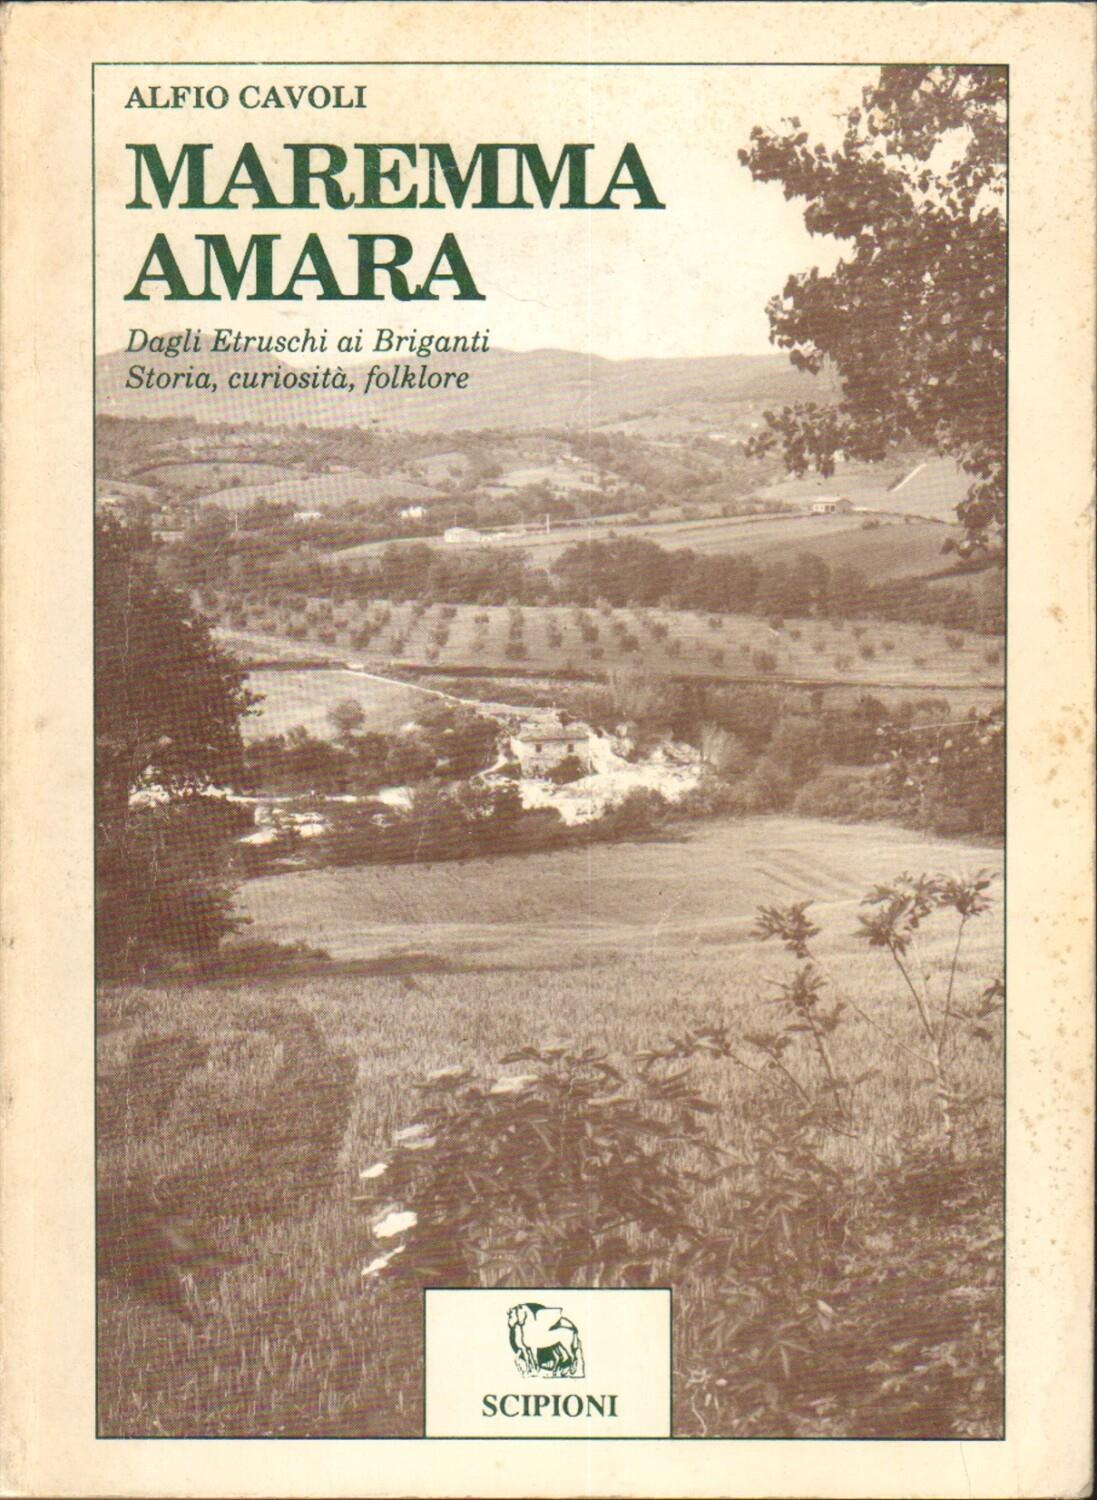 ALFIO CAVOLI
MAREMMA
AMARA
Dagli Etruschi ai Briganti
Storia, curiosità, folklore
SCIPIONI